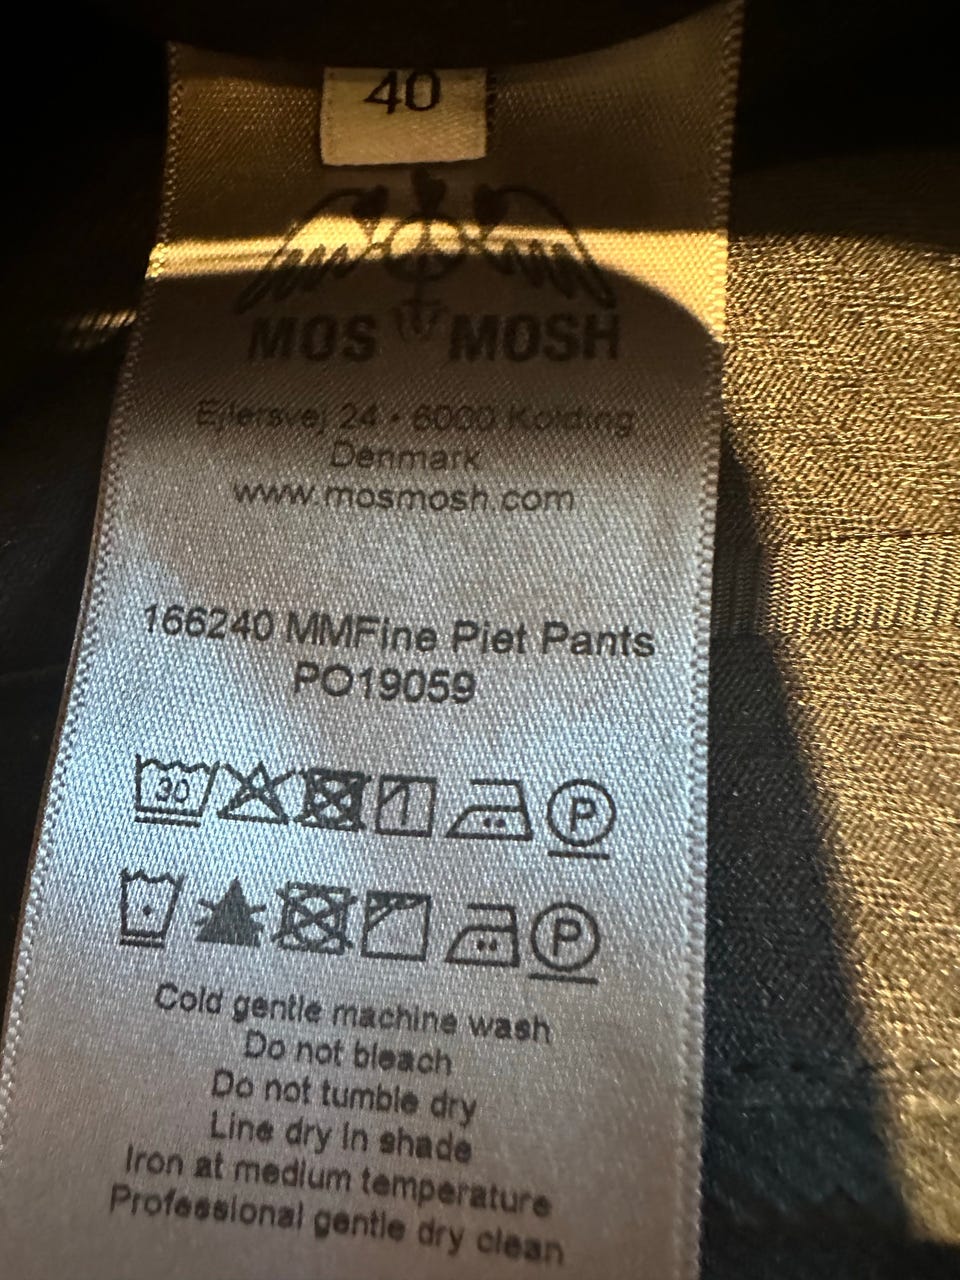 40
MOS MOSH
Ejlersvej 24 • 6000 Kolding
Denmark
www.mosmosh.com
166240 MMFine Piet Pants
PO19059
30 P
P
Cold gentle machine wash
Do not bleach
Do not tumble dry
Line dry in shade
Iron at medium temperature
Professional gentle dry clean